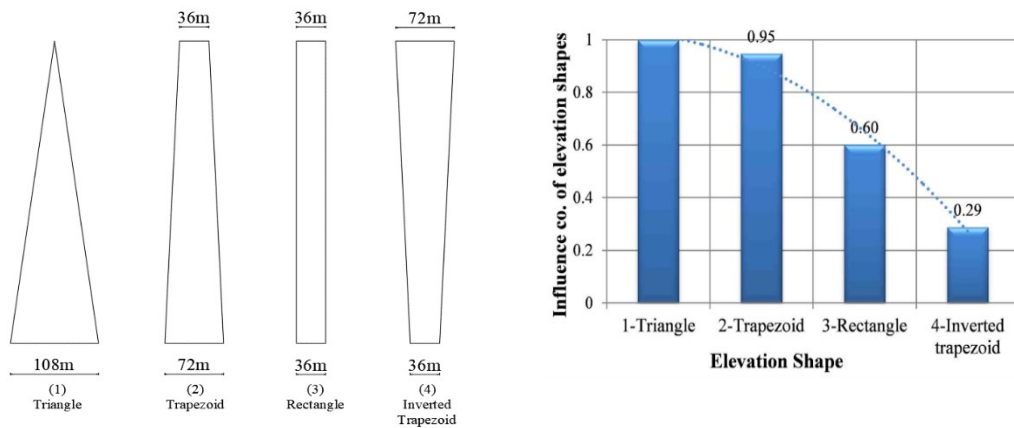 36m
36m
72m
108m
72m
36m
36m
(1)
Triangle
(2)
Trapezoid
(3)
Rectangle
(4)
Inverted
Trapezoid
Influence co. of elevation shapes
1
0.8
0.6
0.4
0.2
0
0.95
0.60
0.29
1-Triangle
2-Trapezoid
3-Rectangle
4-Inverted
trapezoid
Elevation Shape